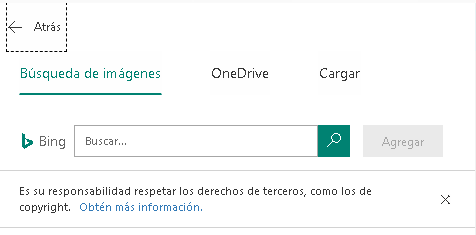 Atrás
Búsqueda de imágenes OneDrive Cargar
Bing Buscar... Agregar
Es su responsabilidad respetar los derechos de terceros, como los de
copyright. Obtén más información.